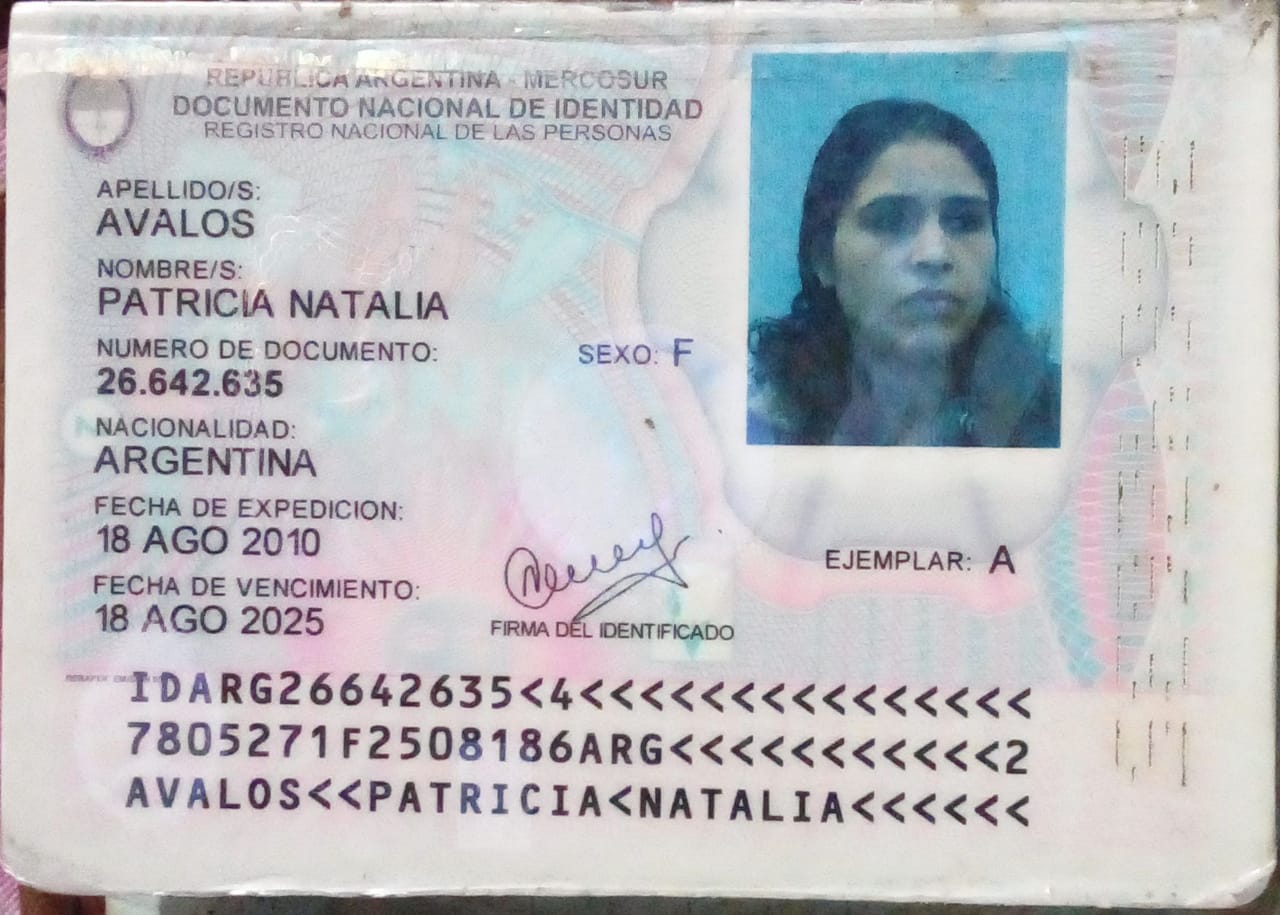 REPUBLICA ARGENTINA - MERCOSUR
DOCUMENTO NACIONAL DE IDENTIDAD
REGISTRO NACIONAL DE LAS PERSONAS
APELLIDO/S:
AVALOS
NOMBRE/S:
PATRICIA NATALIA
NUMERO DE DOCUMENTO:
26.642.635
SEXO: F
NACIONALIDAD:
ARGENTINA
FECHA DE EXPEDICION:
18 AGO 2010
FECHA DE VENCIMIENTO:
18 AGO 2025
FIRMA DEL IDENTIFICADO
EJEMPLAR: A
IDARG26642635<4<<<<<<<<<<<<<<<
7805271F2508186ARG<<<<<<<<<<<2
AVALOS<<PATRICIA<NATALIA<<<<<<